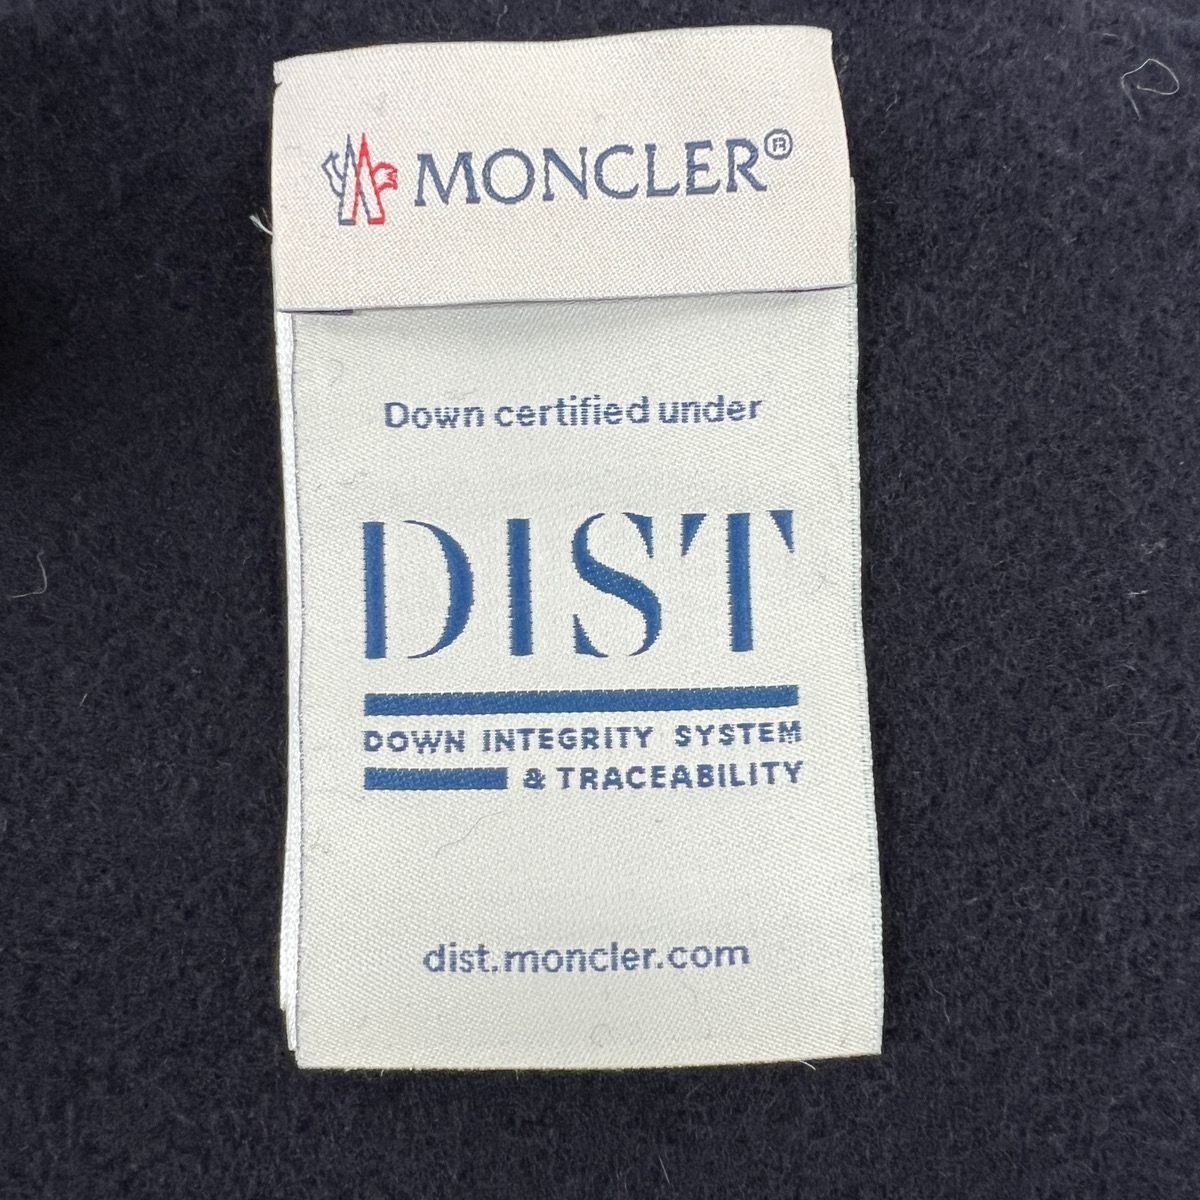 MONCLER®
Down certified under
DIST
DOWN INTEGRITY SYSTEM
& TRACEABILITY
dist.moncler.com